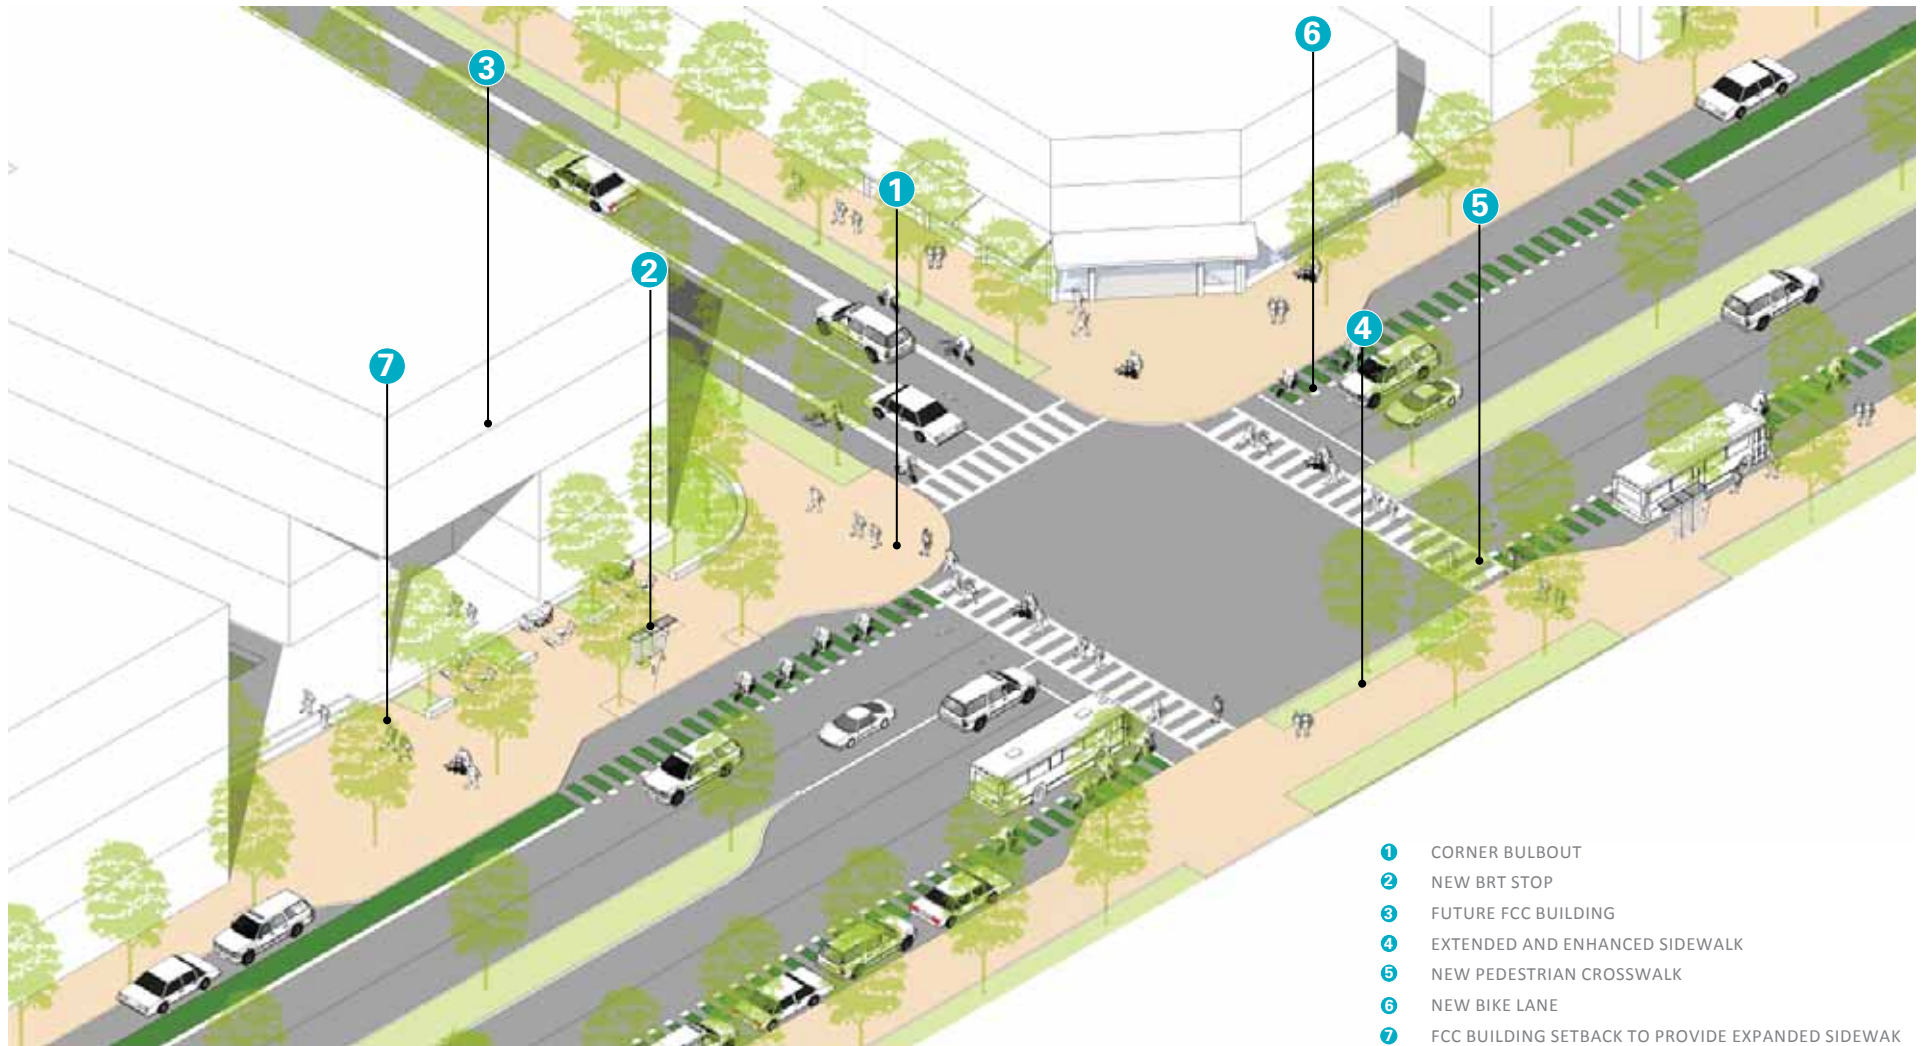 6
3
1
5
2
4
7
1 CORNER BULBOUT
2 NEW BRT STOP
3 FUTURE FCC BUILDING
4 EXTENDED AND ENHANCED SIDEWALK
5 NEW PEDESTRIAN CROSSWALK
6 NEW BIKE LANE
7 FCC BUILDING SETBACK TO PROVIDE EXPANDED SIDEWAK